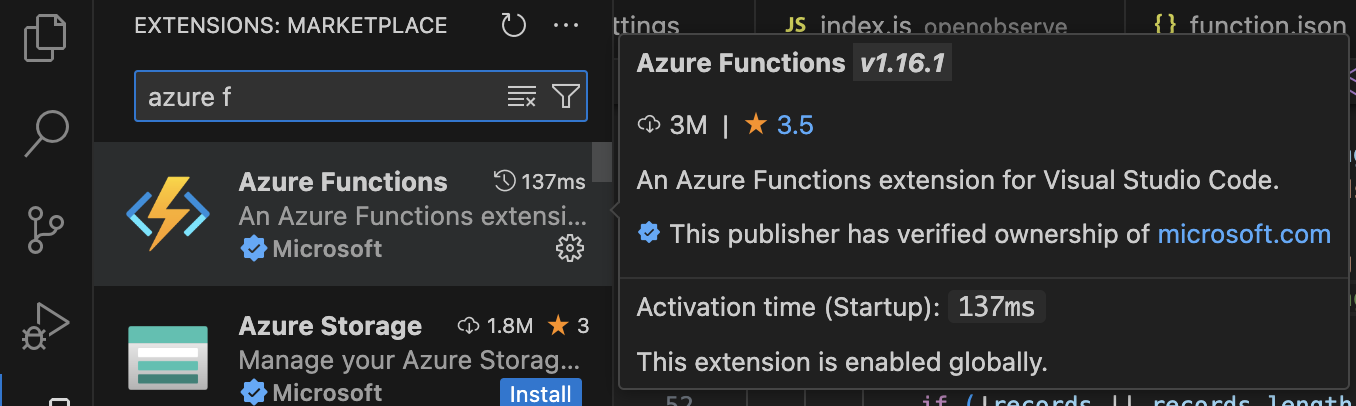 EXTENSIONS: MARKETPLACE
ttings
JS index.js openobserve
{} function.json
azure f
Azure Functions 137ms
An Azure Functions extensi...
Microsoft
Azure Storage 1.8M ★ 3
Manage your Azure Storag...
Microsoft
Install
Azure Functions v1.16.1
3M | ★ 3.5
An Azure Functions extension for Visual Studio Code.
This publisher has verified ownership of microsoft.com
Activation time (Startup): 137ms
This extension is enabled globally.
52 if (!records || records.length